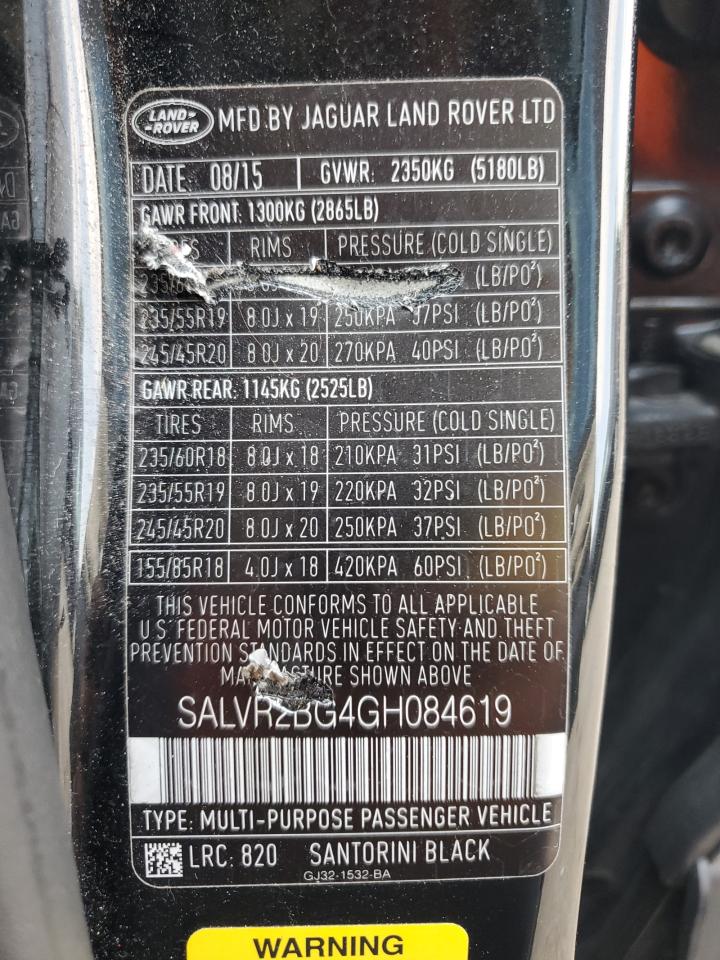 LAND ROVER MFD BY JAGUAR LAND ROVER LTD
DATE: 08/15 GVWR: 2350KG (5180LB)
GAWR FRONT: 1300KG (2865LB)
RIMS PRESSURE (COLD SINGLE)
(LB/PO²)
235/55R19 8.0J x 19 250KPA 37PSI (LB/PO²)
245/45R20 8.0J x 20 270KPA 40PSI (LB/PO²)
GAWR REAR: 1145KG (2525LB)
TIRES RIMS PRESSURE (COLD SINGLE)
235/60R18 8.0J x 18 210KPA 31PSI (LB/PO²)
235/55R19 8.0J x 19 220KPA 32PSI (LB/PO²)
245/45R20 8.0J x 20 250KPA 37PSI (LB/PO²)
155/85R18 4.0J x 18 420KPA 60PSI (LB/PO²)
THIS VEHICLE CONFORMS TO ALL APPLICABLE
U.S. FEDERAL MOTOR VEHICLE SAFETY AND THEFT
PREVENTION STANDARDS IN EFFECT ON THE DATE OF
MANUFACTURE SHOWN ABOVE
SALVR2BG4GH084619
TYPE: MULTI-PURPOSE PASSENGER VEHICLE
LRC: 820 SANTORINI BLACK
GJ32-1532-BA
WARNING